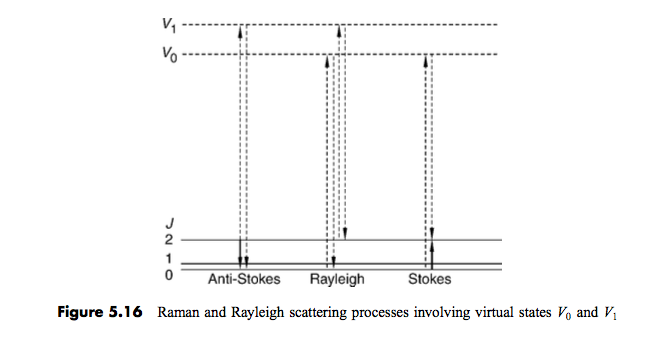 V₁
V₀
J
2
1
0
Anti-Stokes Rayleigh Stokes
Figure 5.16 Raman and Rayleigh scattering processes involving virtual states V₀ and V₁